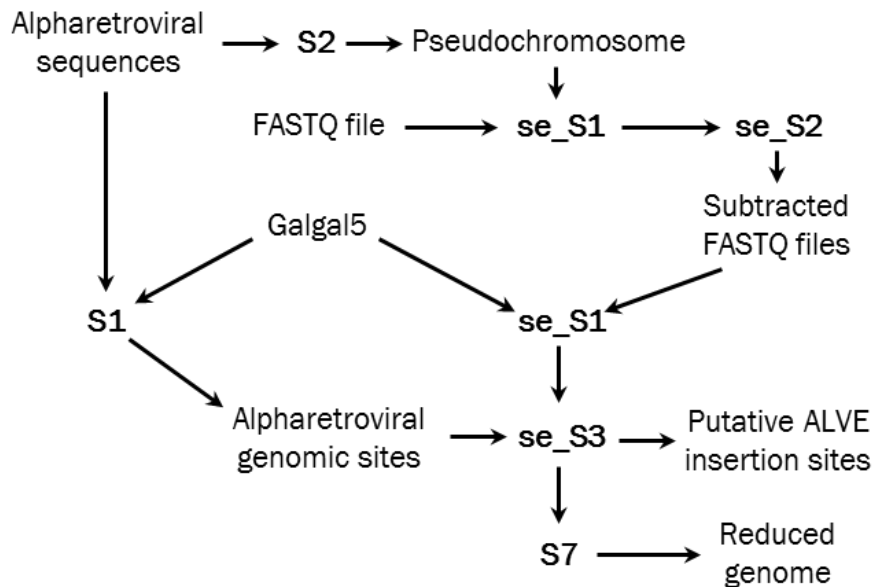 Alpharetroviral
sequences
S2
Pseudochromosome
FASTQ file
se_S1
se_S2
Subtracted
FASTQ files
Galgal5
S1
se_S1
Alpharetroviral
genomic sites
se_S3
Putative ALVE
insertion sites
S7
Reduced
genome